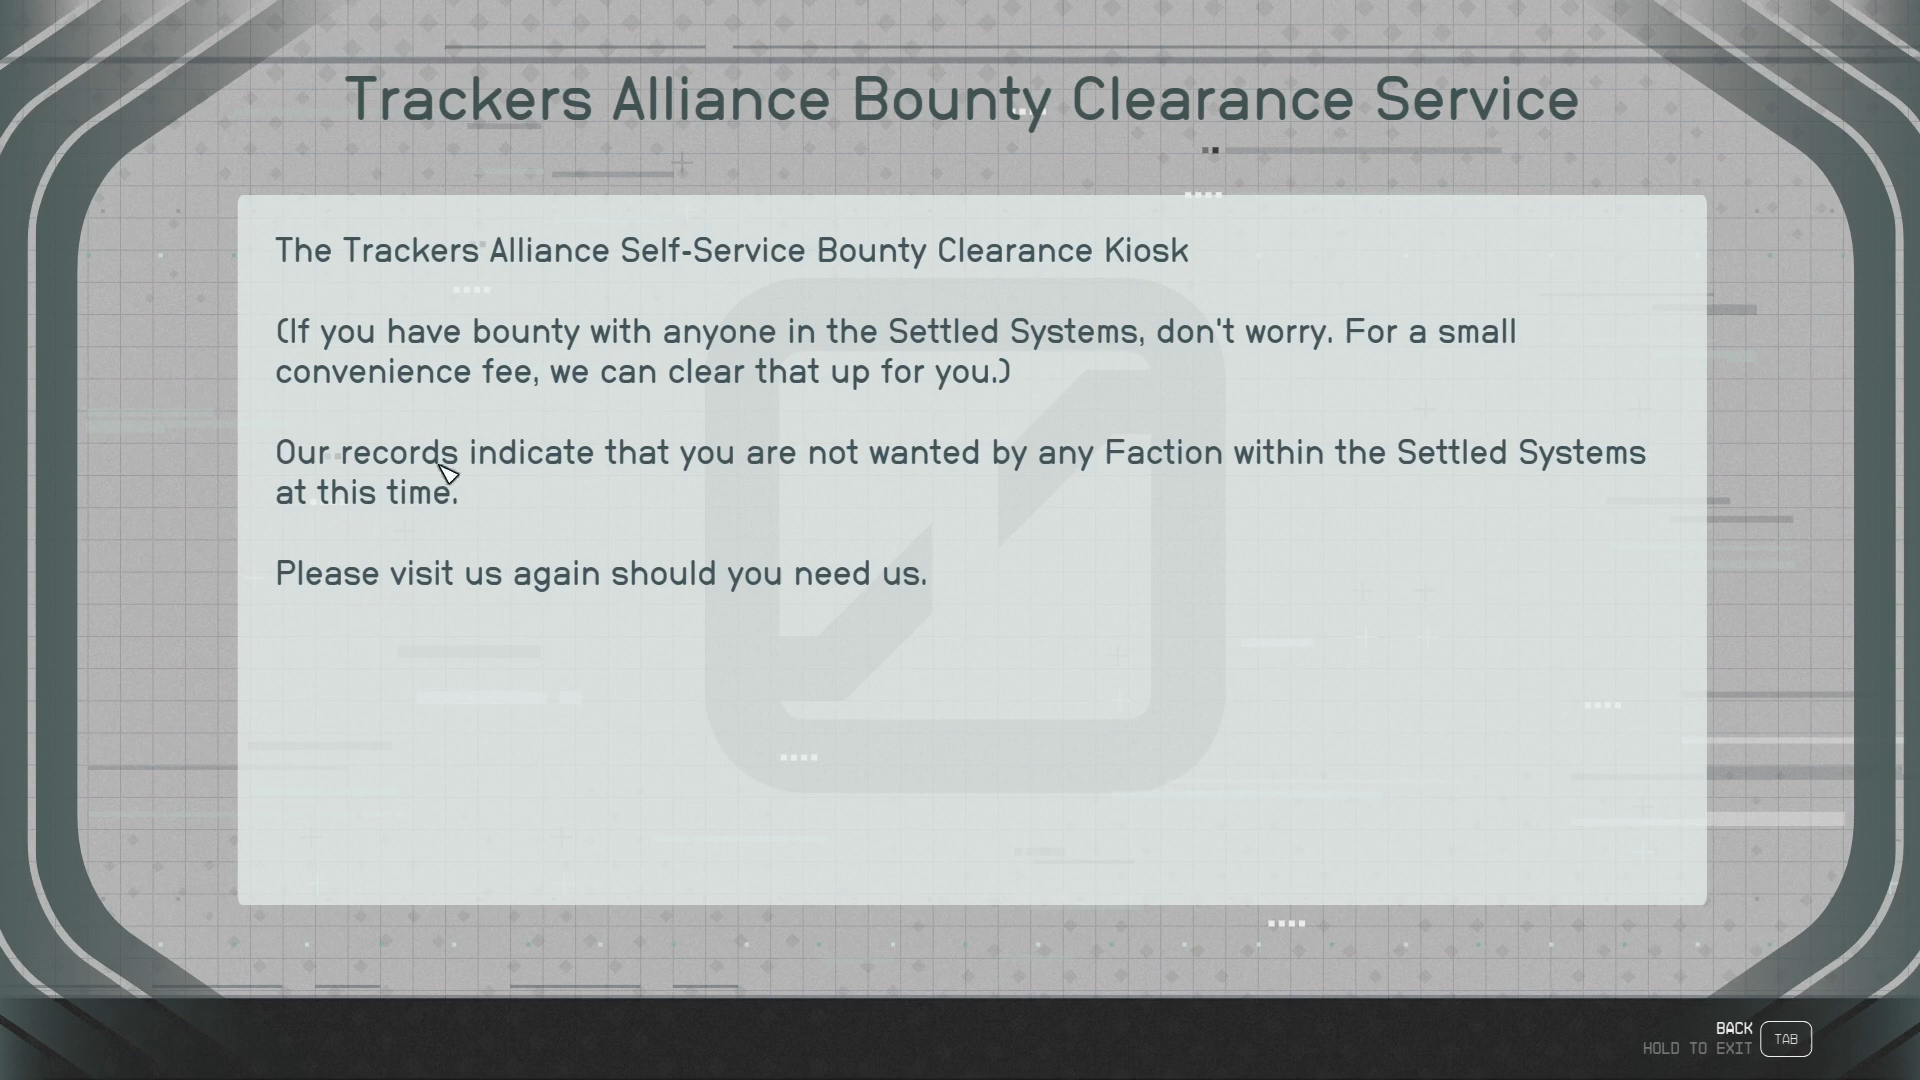 Trackers Alliance Bounty Clearance Service
The Trackers Alliance Self-Service Bounty Clearance Kiosk
(If you have bounty with anyone in the Settled Systems, don't worry. For a small
convenience fee, we can clear that up for you.)
Our records indicate that you are not wanted by any Faction within the Settled Systems
at this time.
Please visit us again should you need us.
BACK
HOLD TO EXIT
TAB